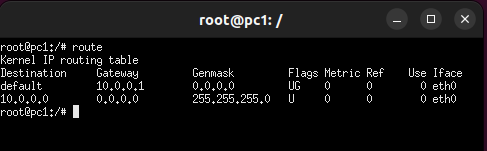 root@pc1: /
root@pc1:/# route
Kernel IP routing table
Destination     Gateway         Genmask         Flags Metric Ref    Use Iface
default         10.0.0.1        0.0.0.0         UG    0      0        0 eth0
10.0.0.0        0.0.0.0         255.255.255.0   U     0      0        0 eth0
root@pc1:/#